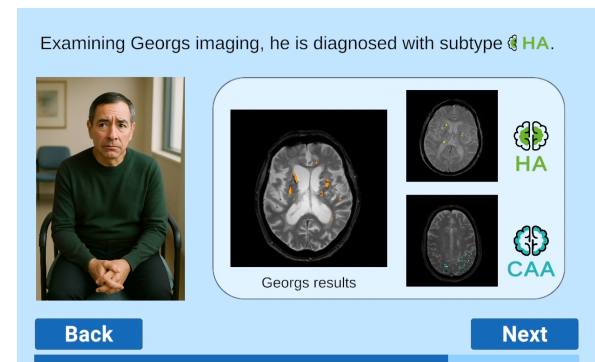 Examining Georgs imaging, he is diagnosed with subtype HA.
HA
Georgs results
CAA
Back
Next